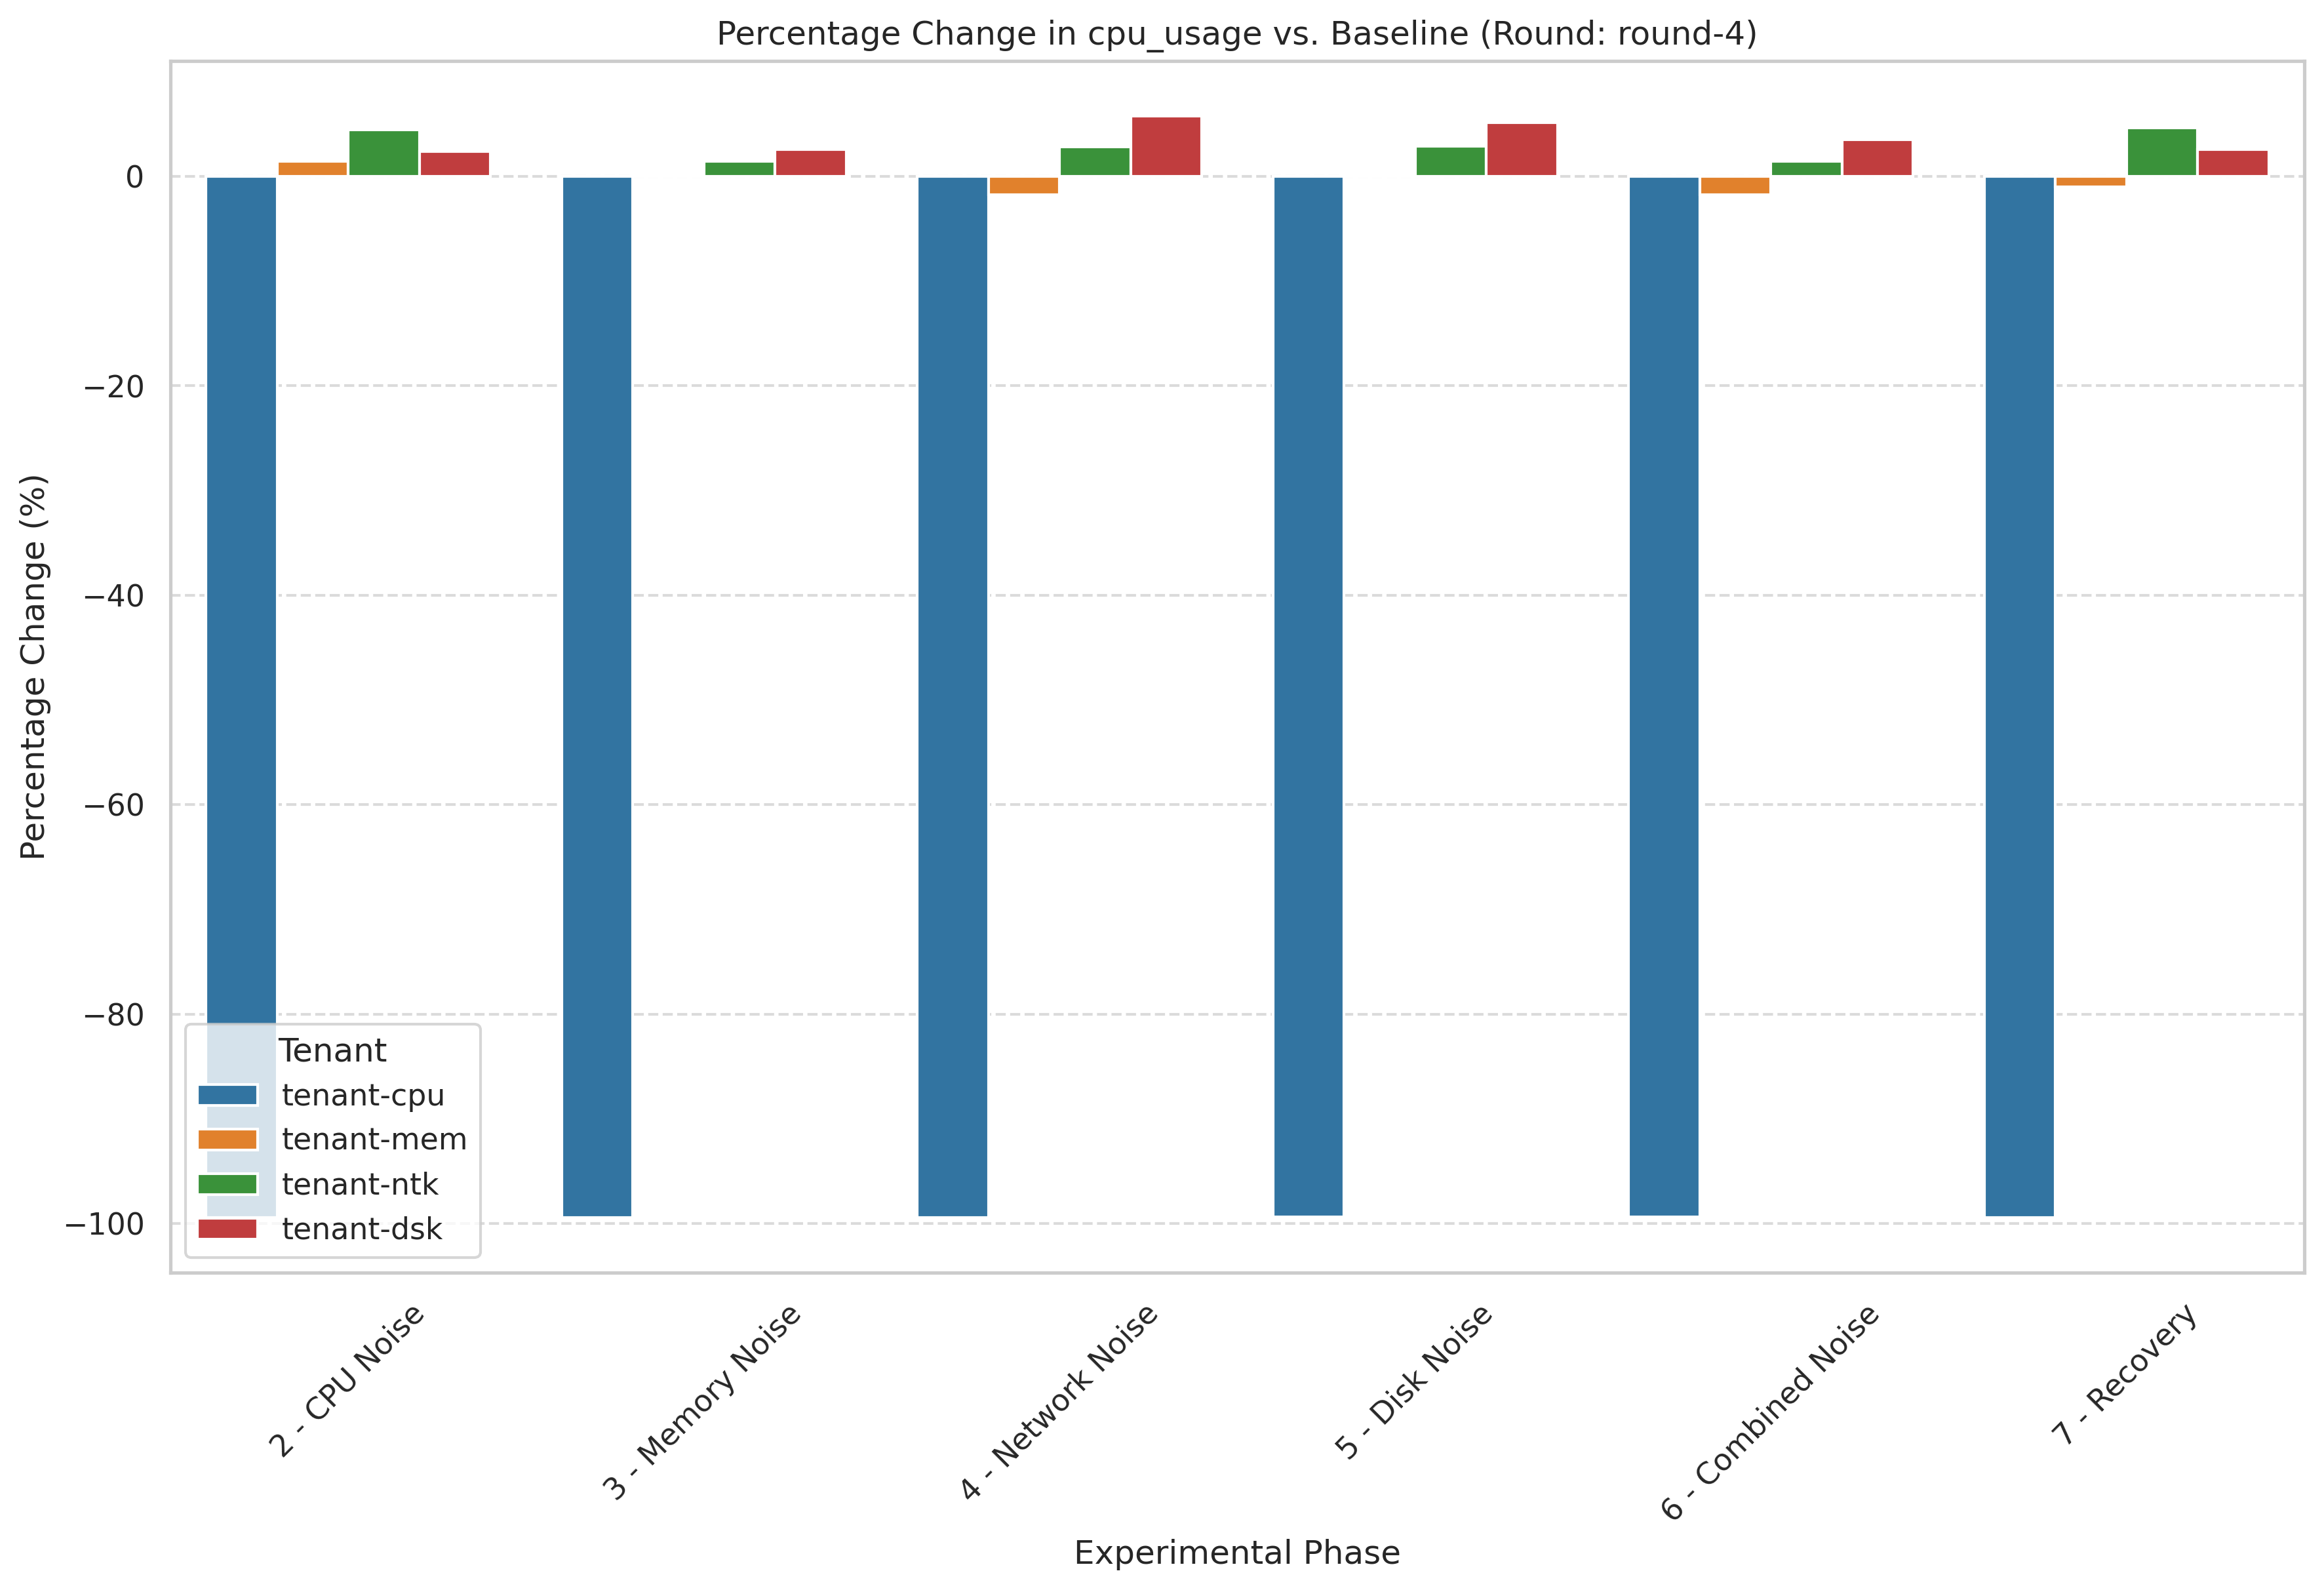 Percentage Change in cpu_usage vs. Baseline (Round: round-4)
Percentage Change (%)
0
−20
−40
−60
−80
−100
Tenant
tenant-cpu
tenant-mem
tenant-ntk
tenant-dsk
2 - CPU Noise
3 - Memory Noise
4 - Network Noise
5 - Disk Noise
6 - Combined Noise
7 - Recovery
Experimental Phase